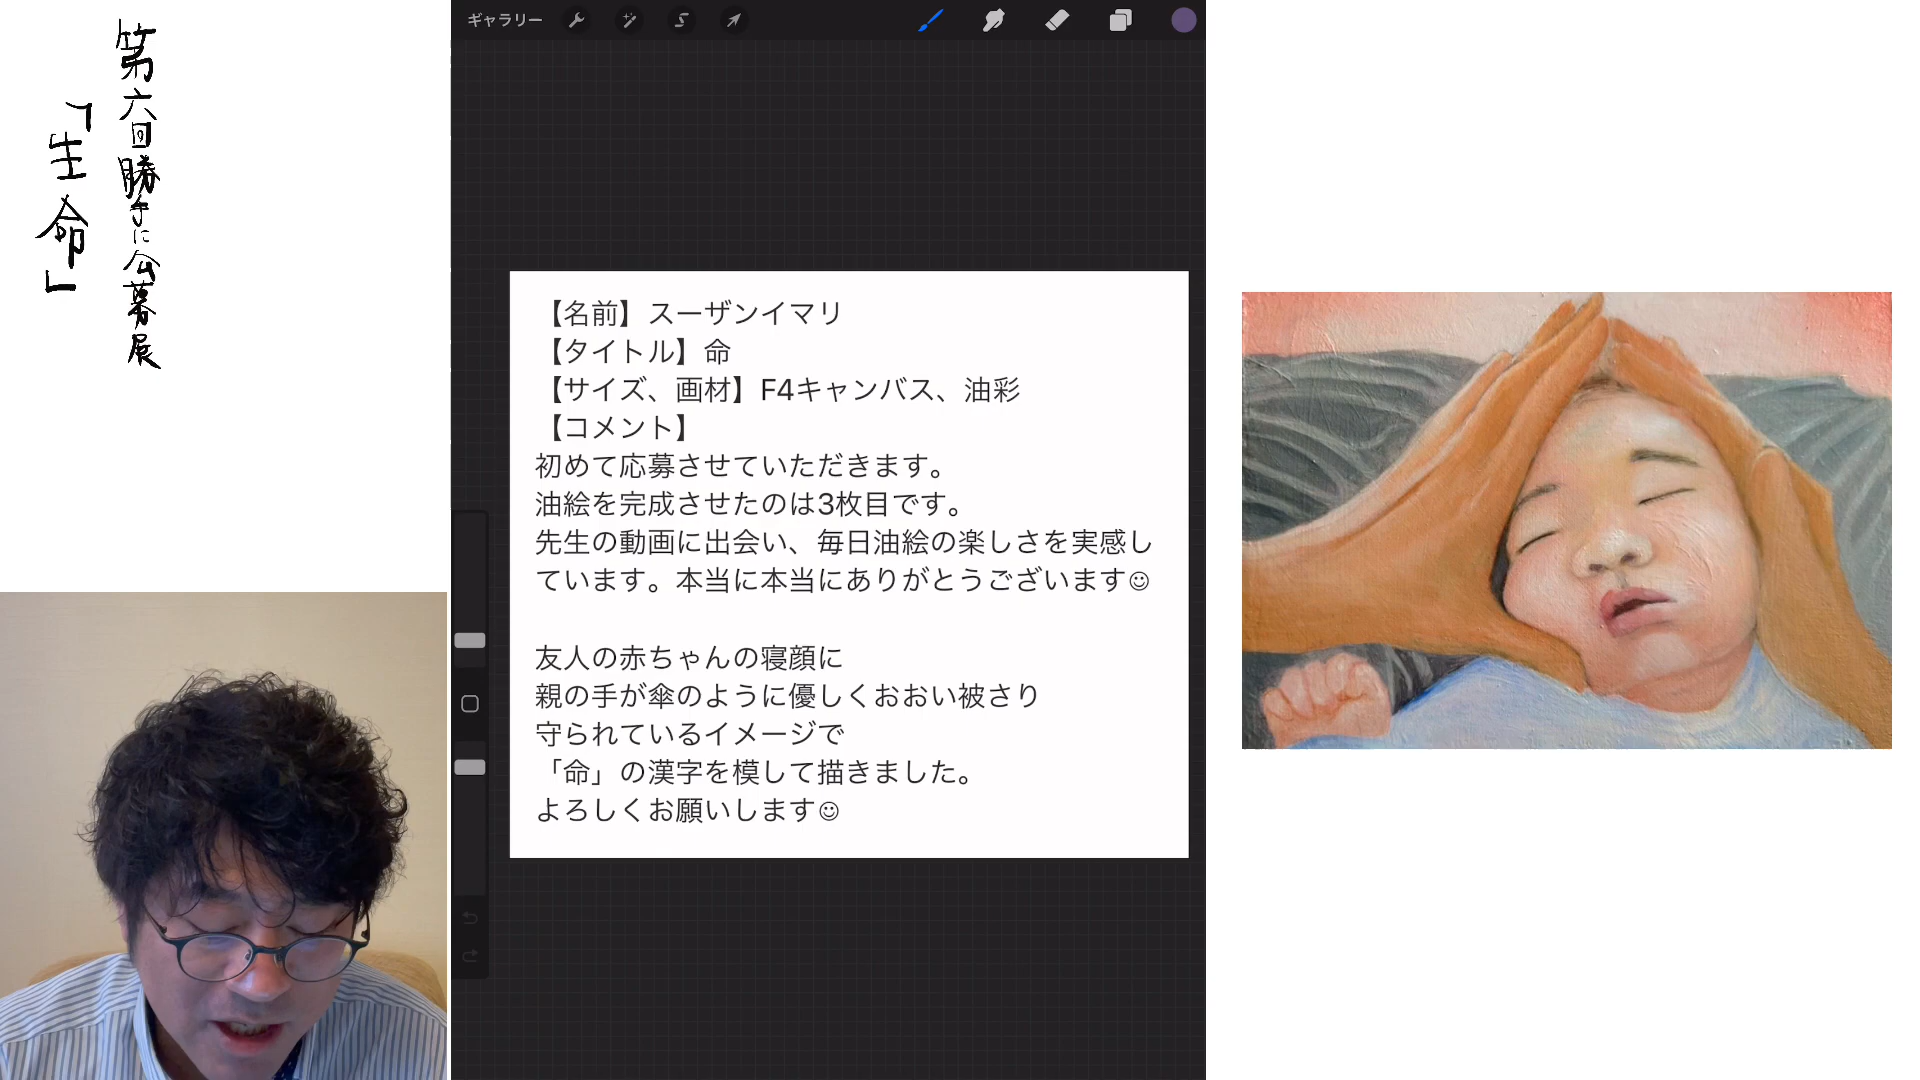 第六回勝手に公募展
「生命」
ギャラリー
【名前】スーザンイマリ
【タイトル】命
【サイズ、画材】F4キャンバス、油彩
【コメント】
初めて応募させていただきます。
油絵を完成させたのは3枚目です。
先生の動画に出会い、毎日油絵の楽しさを実感し
ています。本当に本当にありがとうございます☺
友人の赤ちゃんの寝顔に
親の手が傘のように優しくおおい被さり
守られているイメージで
「命」の漢字を模して描きました。
よろしくお願いします☺